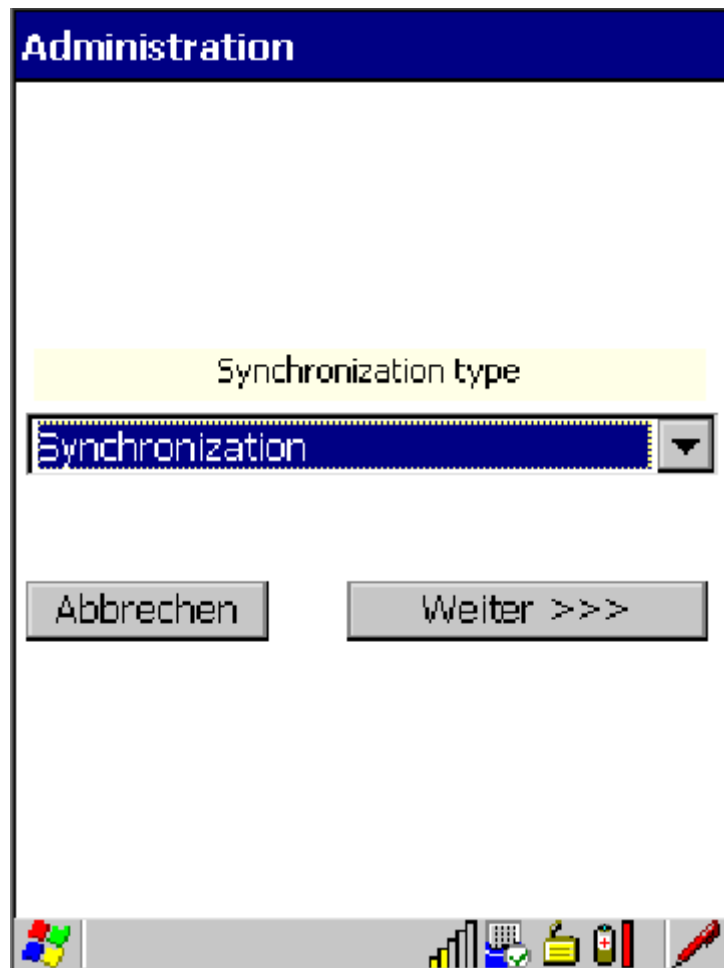 Administration
Synchronization type
Synchronization
Abbrechen
Weiter >>>